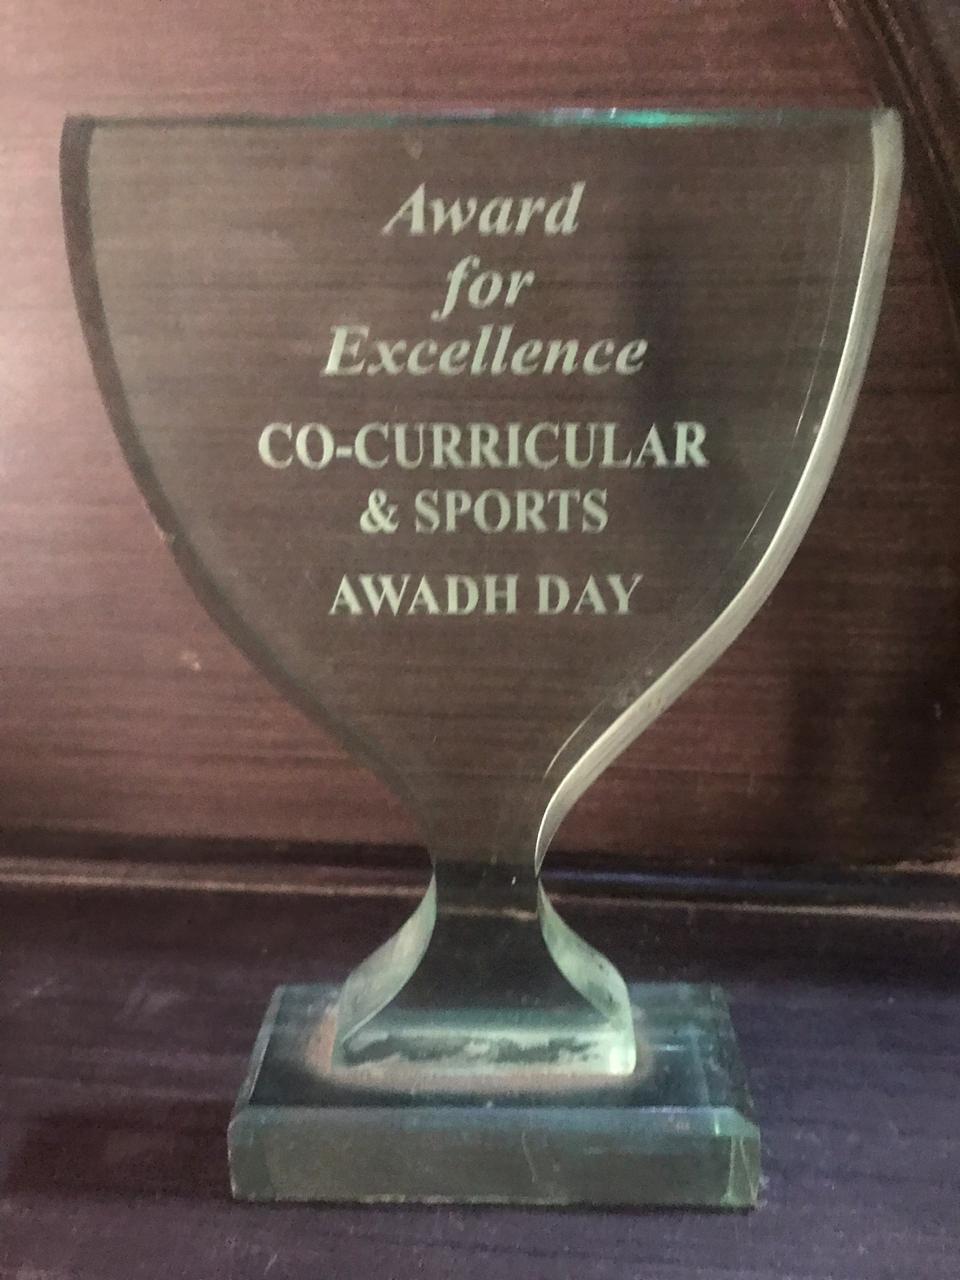 Award
for
Excellence
CO-CURRICULAR
& SPORTS
AWADH DAY